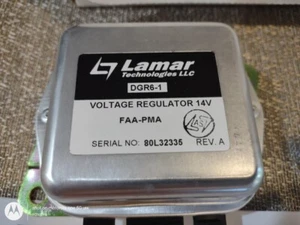 Lamar
Technologies LLC
DGR6-1
VOLTAGE REGULATOR 14V
FAA-PMA
SERIAL NO: 80L32335 REV. A